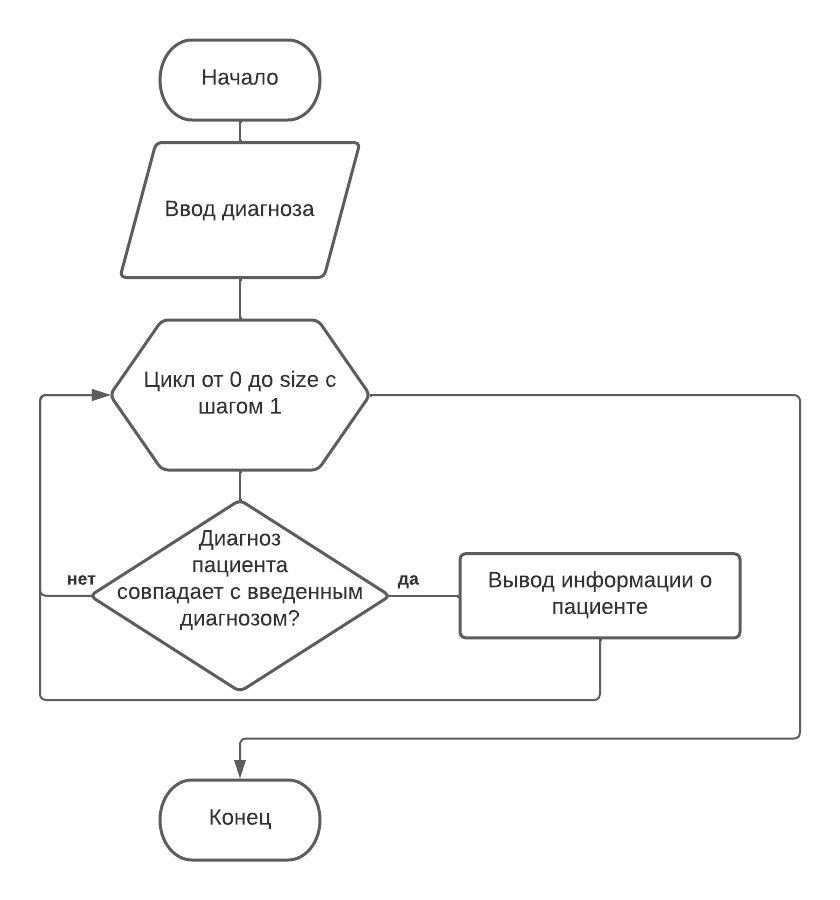 Начало
Ввод диагноза
Цикл от 0 до size с
шагом 1
Диагноз
пациента
совпадает с введенным
диагнозом?
нет
да
Вывод информации о
пациенте
Конец